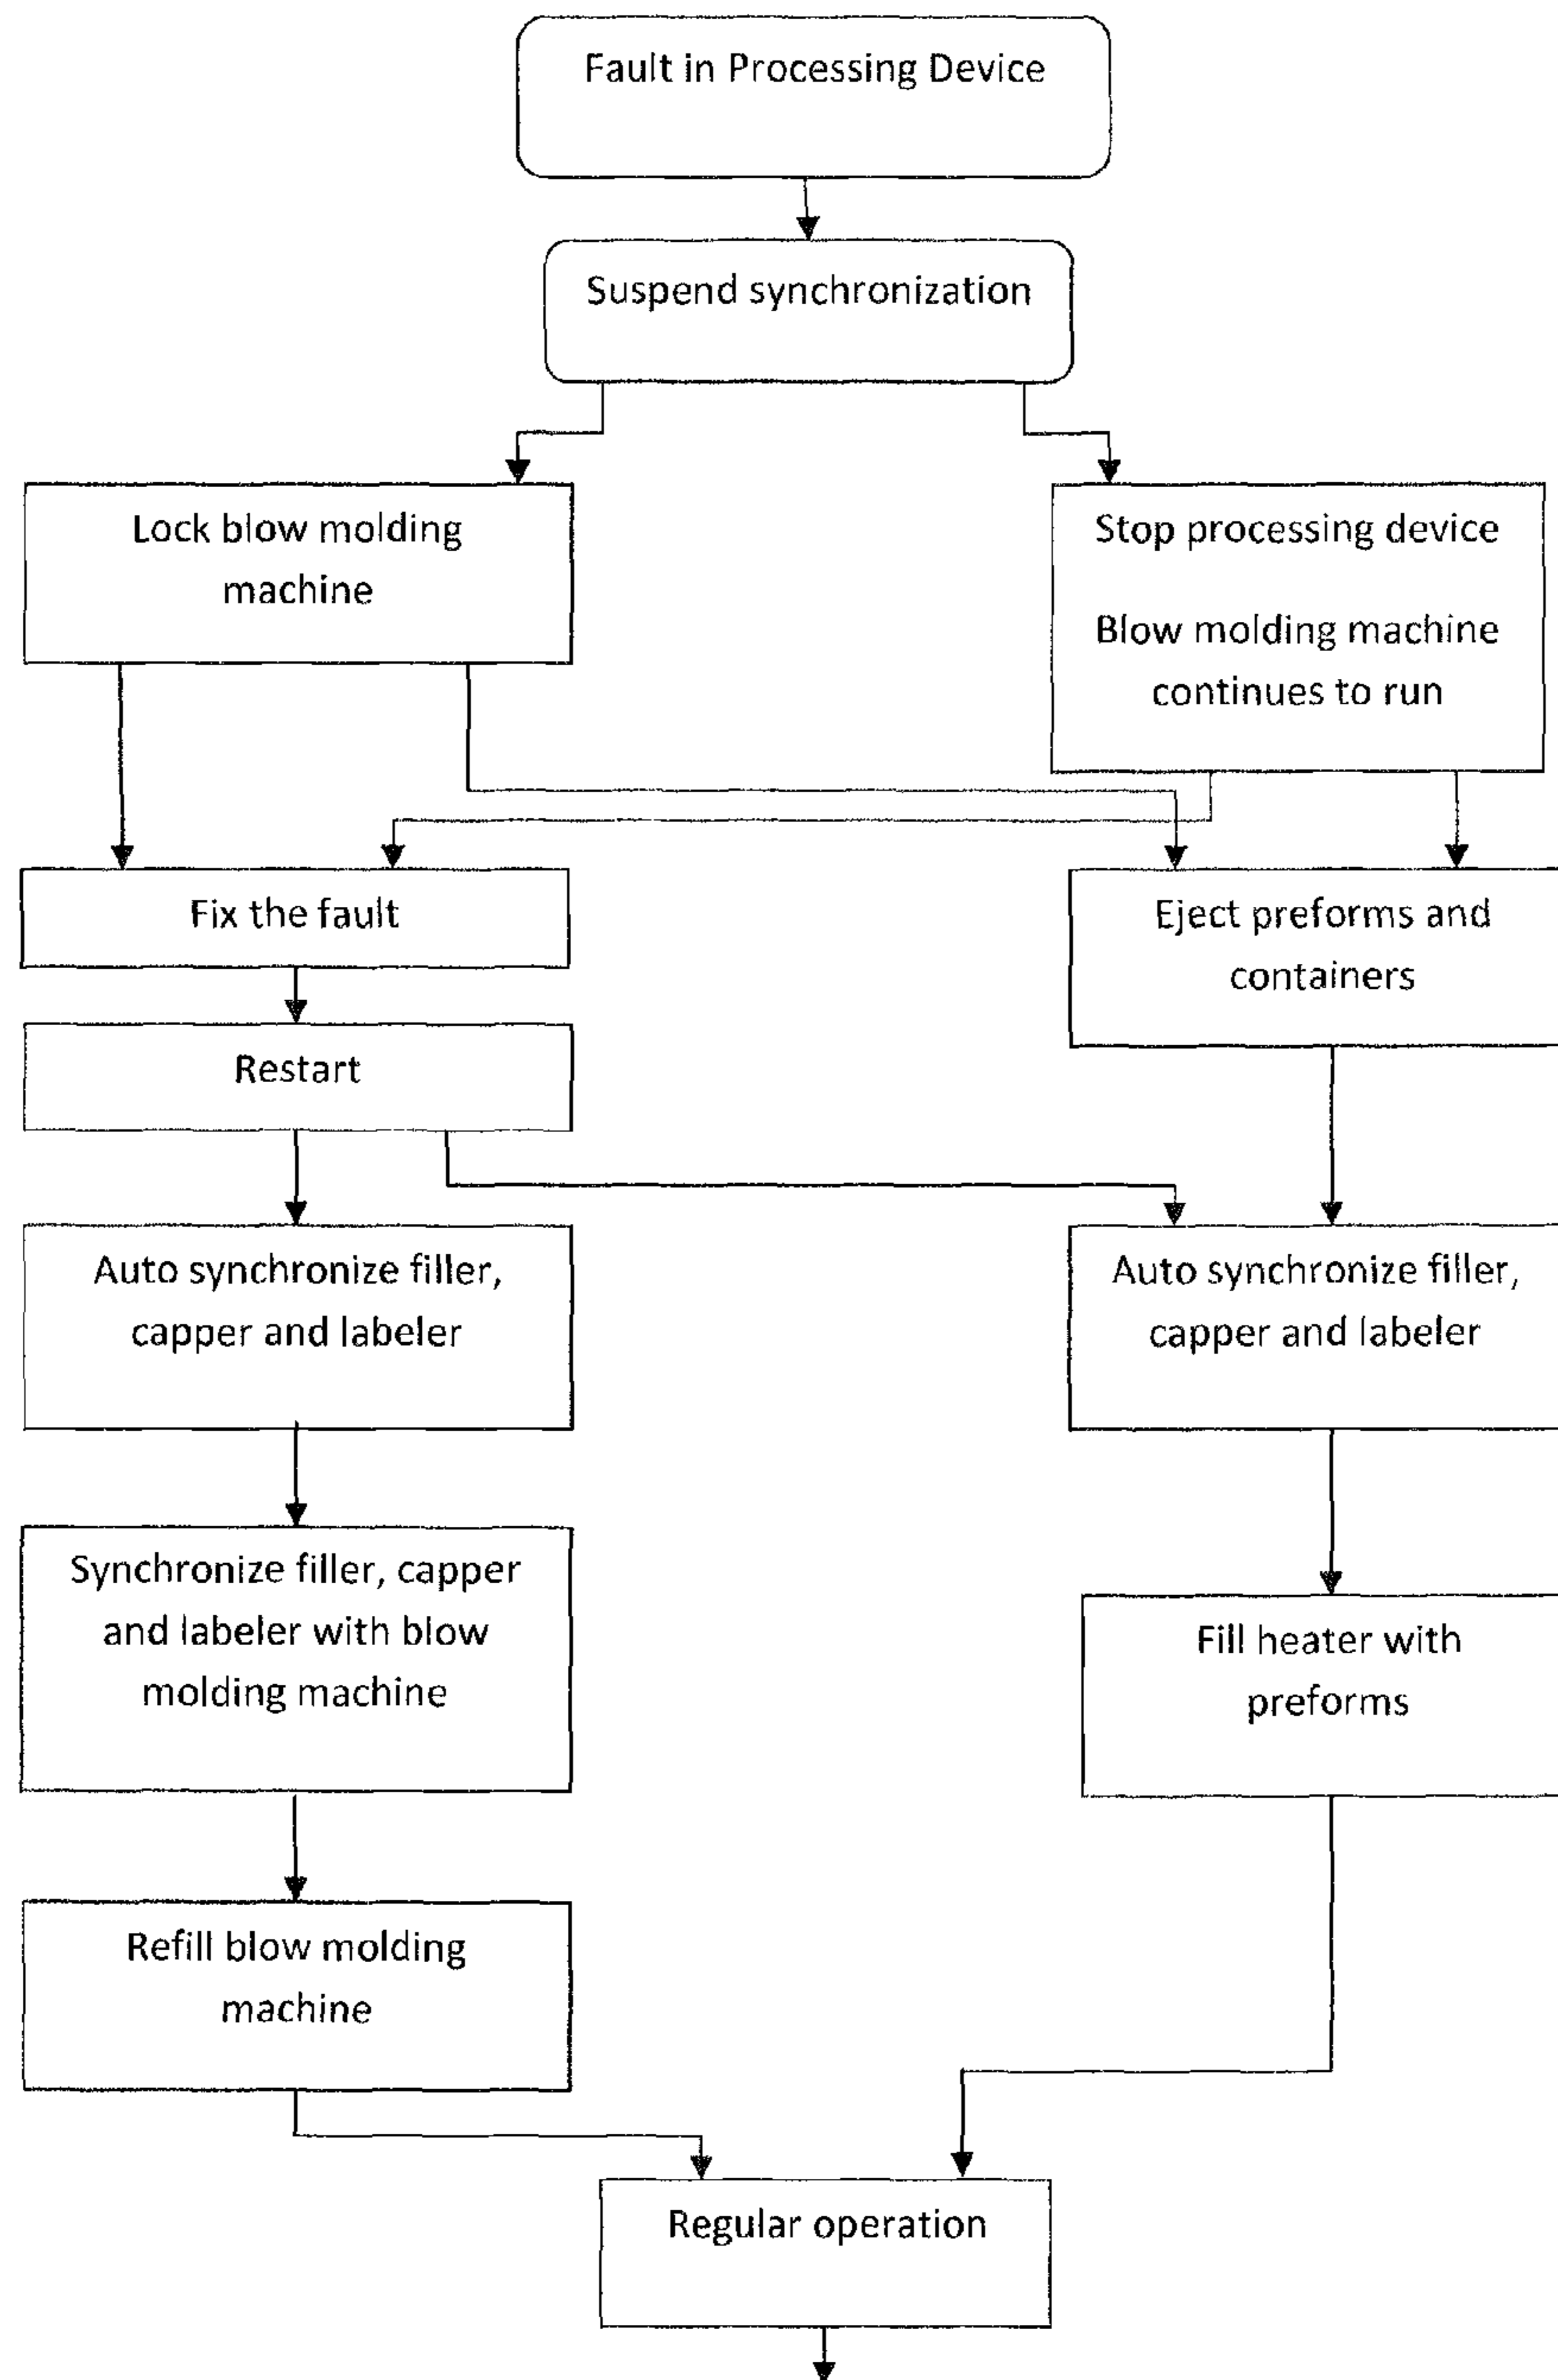 Fault in Processing Device
Suspend synchronization
Lock blow molding
machine
Stop processing device
Blow molding machine
continues to run
Fix the fault
Eject preforms and
containers
Restart
Auto synchronize filler,
capper and labeler
Auto synchronize filler,
capper and labeler
Synchronize filler, capper
and labeler with blow
molding machine
Fill heater with
preforms
Refill blow molding
machine
Regular operation